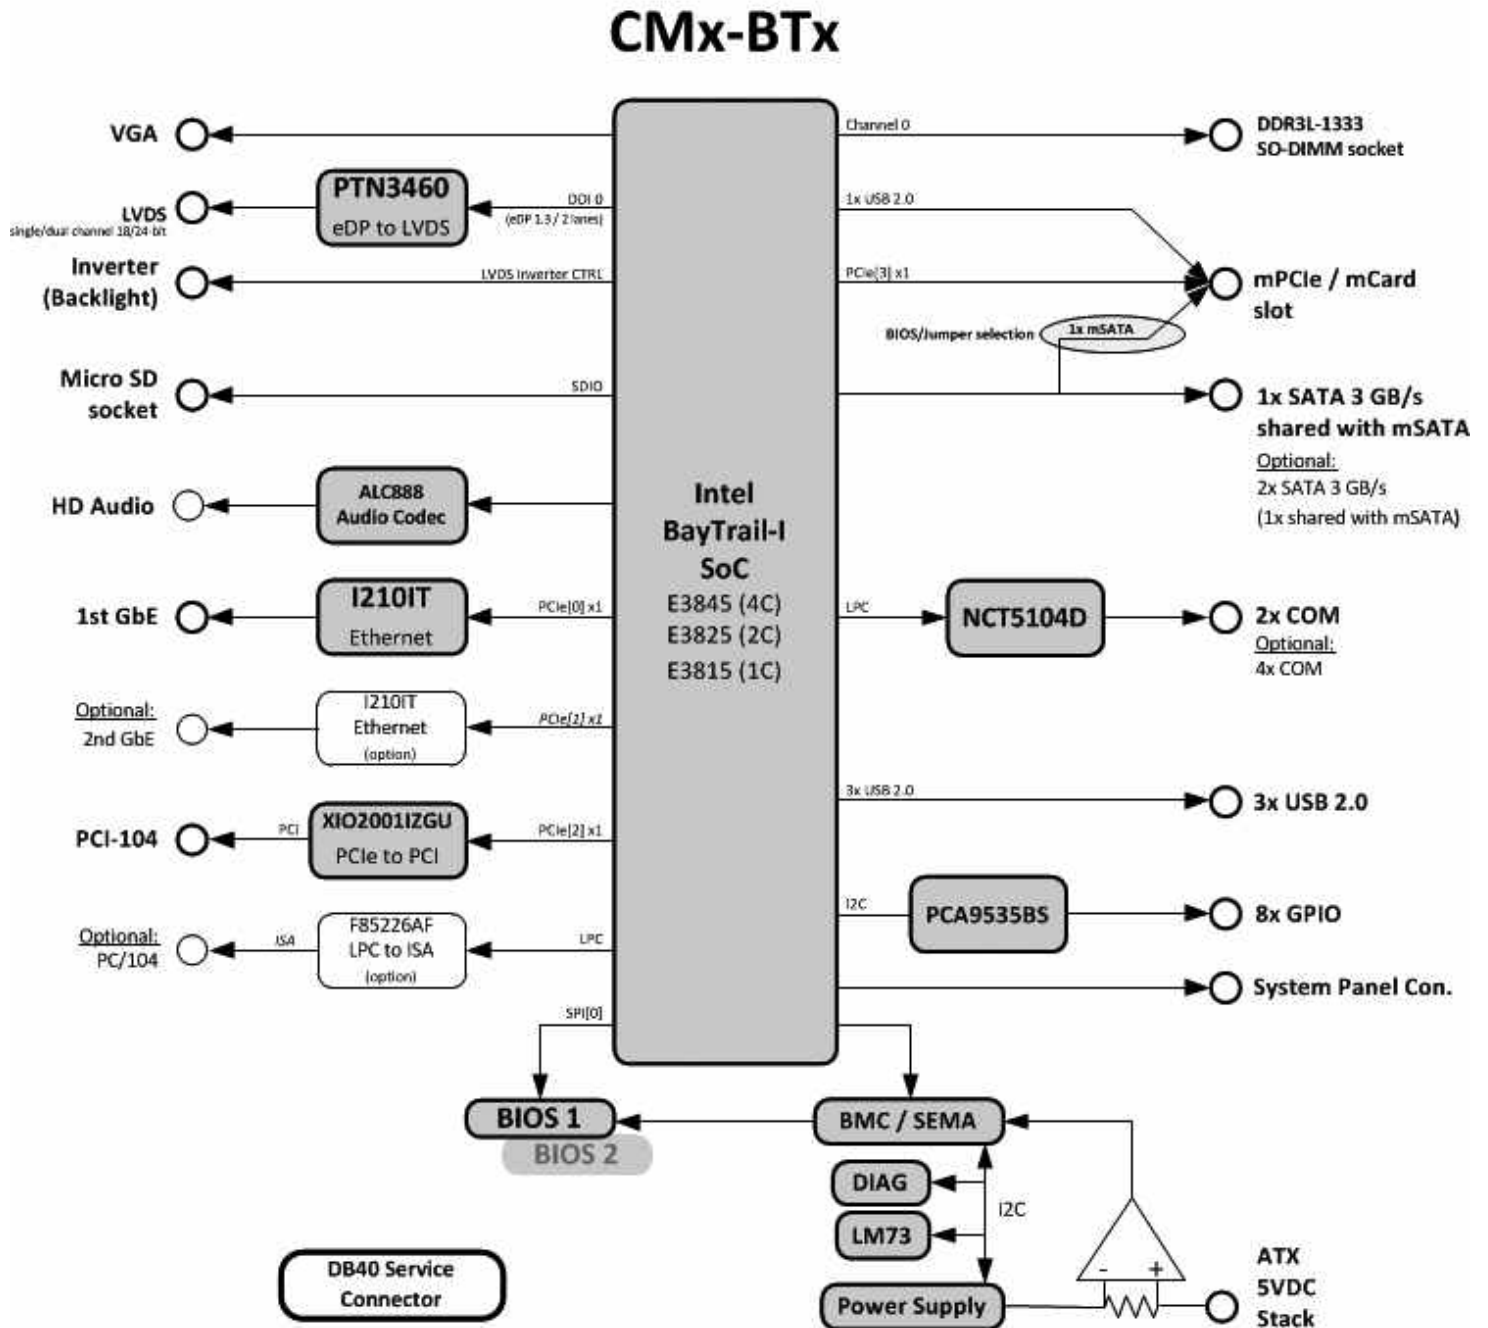 CMx-BTx
VGA
Channel 0
DDR3L-1333
SO-DIMM socket
LVDS
single/dual channel 18/24-bit
PTN3460
eDP to LVDS
DDI 0
(eDP 1.3 / 2 lanes)
1x USB 2.0
Inverter
(Backlight)
LVDS Inverter CTRL
PCIe[3] x1
mPCIe / mCard
slot
BIOS/Jumper selection
1x mSATA
Micro SD
socket
SDIO
1x SATA 3 GB/s
shared with mSATA
Optional:
2x SATA 3 GB/s
(1x shared with mSATA)
HD Audio
ALC888
Audio Codec
Intel
BayTrail-I
SoC
E3845 (4C)
E3825 (2C)
E3815 (1C)
1st GbE
I210IT
Ethernet
PCIe[0] x1
LPC
NCT5104D
2x COM
Optional:
4x COM
Optional:
2nd GbE
I210IT
Ethernet
(option)
PCIe[1] x1
3x USB 2.0
3x USB 2.0
PCI-104
PCI
XIO2001IZGU
PCIe to PCI
PCIe[2] x1
I2C
PCA9535BS
8x GPIO
Optional:
PC/104
ISA
F85226AF
LPC to ISA
(option)
LPC
System Panel Con.
SPI[0]
BIOS 1
BIOS 2
BMC / SEMA
DIAG
I2C
LM73
DB40 Service
Connector
Power Supply
- +
ATX
5VDC
Stack